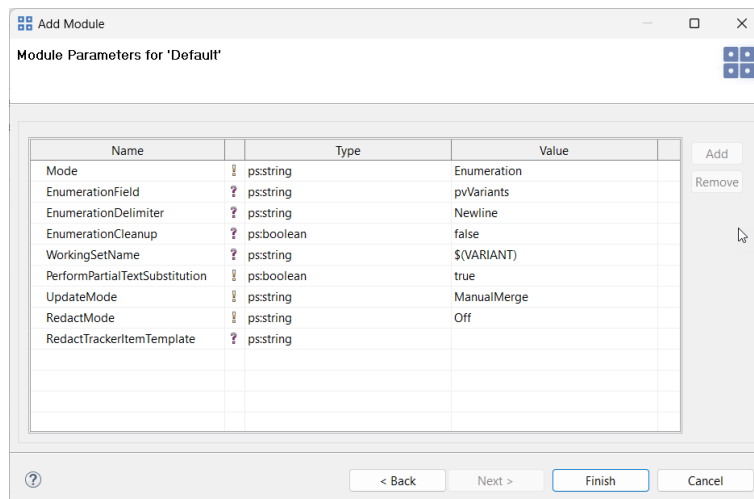 Add Module
Module Parameters for 'Default'
Name Type Value
Mode ! ps:string Enumeration
EnumerationField ? ps:string pvVariants
EnumerationDelimiter ? ps:string Newline
EnumerationCleanup ? ps:boolean false
WorkingSetName ? ps:string $(VARIANT)
PerformPartialTextSubstitution ! ps:boolean true
UpdateMode ! ps:string ManualMerge
RedactMode ! ps:string Off
RedactTrackerItemTemplate ? ps:string
Add
Remove
? < Back Next > Finish Cancel